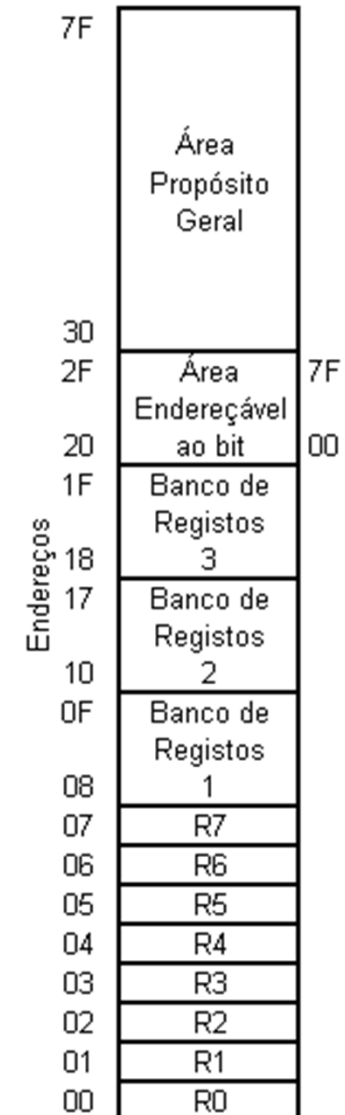 7F
Área
Propósito
Geral
30
2F Área 7F
Endereçável
20 ao bit 00
1F Banco de
Registos
18 3
17 Banco de
Registos
10 2
0F Banco de
Registos
08 1
07 R7
06 R6
05 R5
04 R4
03 R3
02 R2
01 R1
00 R0
Endereços